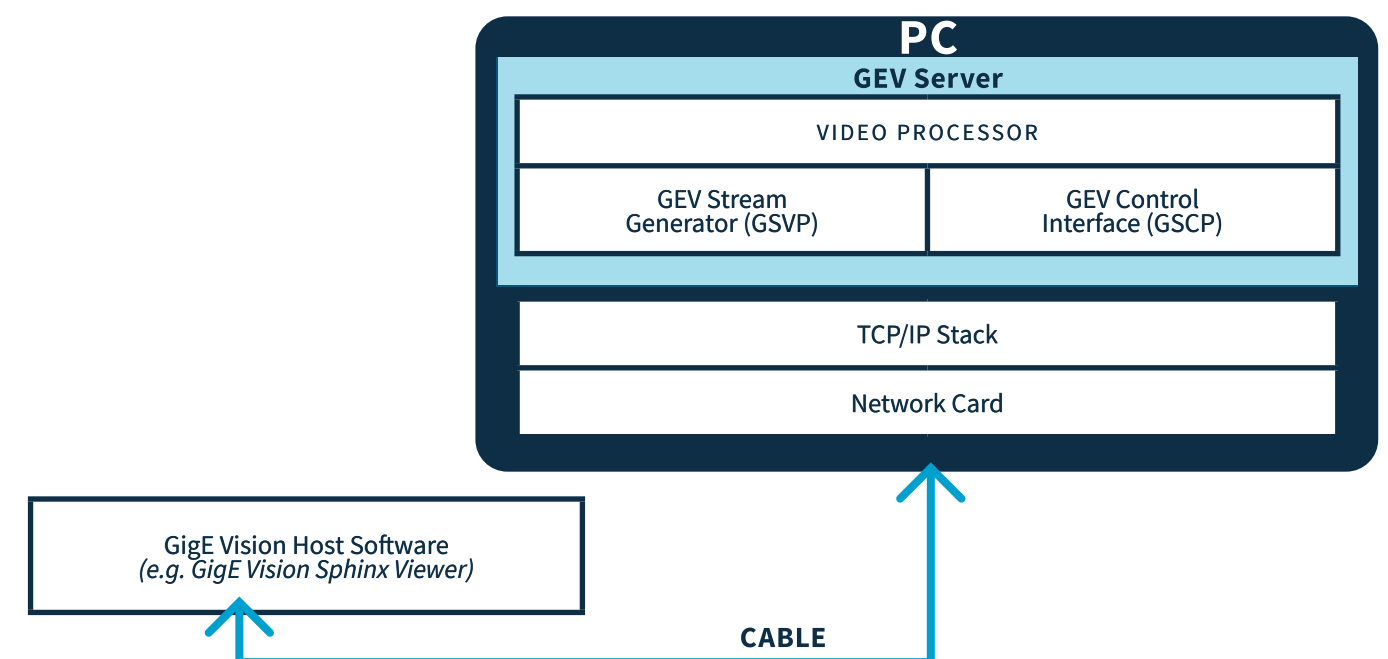 PC
GEV Server
VIDEO PROCESSOR
GEV Stream
Generator (GSVP)
GEV Control
Interface (GSCP)
TCP/IP Stack
Network Card
GigE Vision Host Software
(e.g. GigE Vision Sphinx Viewer)
CABLE